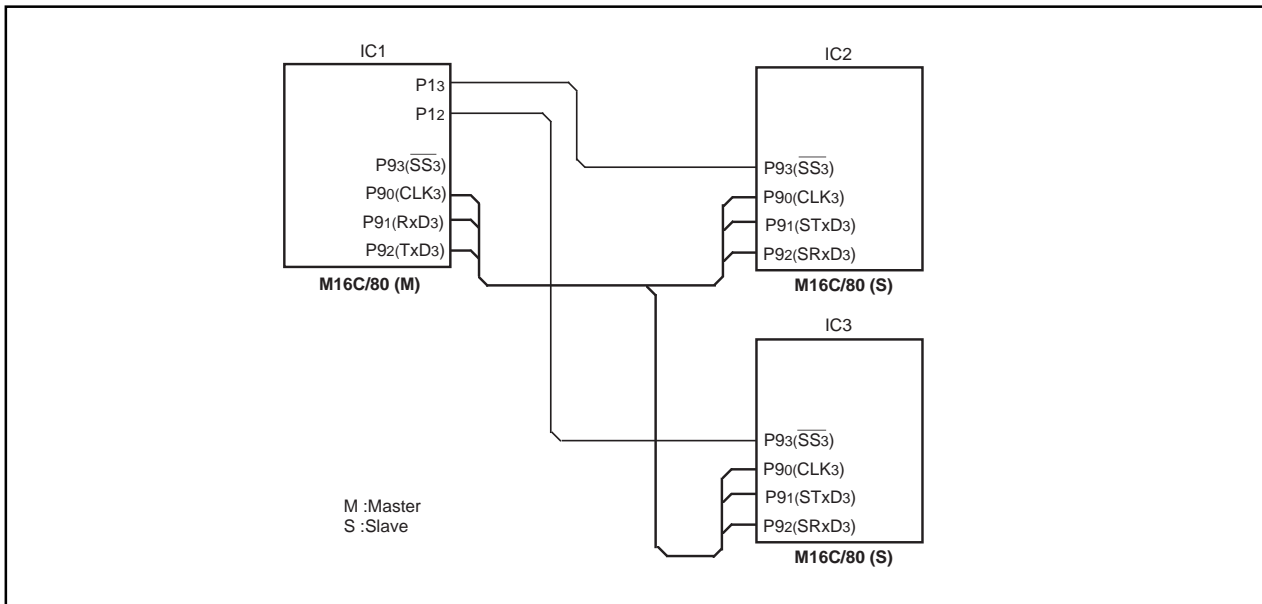 IC1
P13
P12
P93(SS3)
P90(CLK3)
P91(RxD3)
P92(TxD3)
M16C/80 (M)
IC2
P93(SS3)
P90(CLK3)
P91(STxD3)
P92(SRxD3)
M16C/80 (S)
IC3
P93(SS3)
P90(CLK3)
P91(STxD3)
P92(SRxD3)
M16C/80 (S)
M :Master
S :Slave